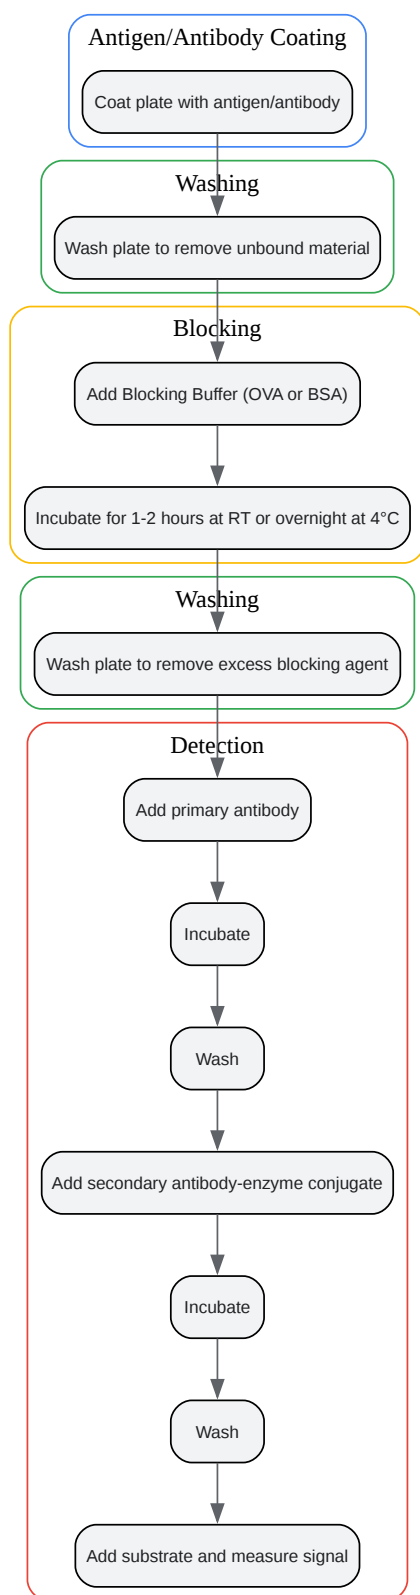 Antigen/Antibody Coating
Coat plate with antigen/antibody
Washing
Wash plate to remove unbound material
Blocking
Add Blocking Buffer (OVA or BSA)
Incubate for 1-2 hours at RT or overnight at 4°C
Washing
Wash plate to remove excess blocking agent
Detection
Add primary antibody
Incubate
Wash
Add secondary antibody-enzyme conjugate
Incubate
Wash
Add substrate and measure signal